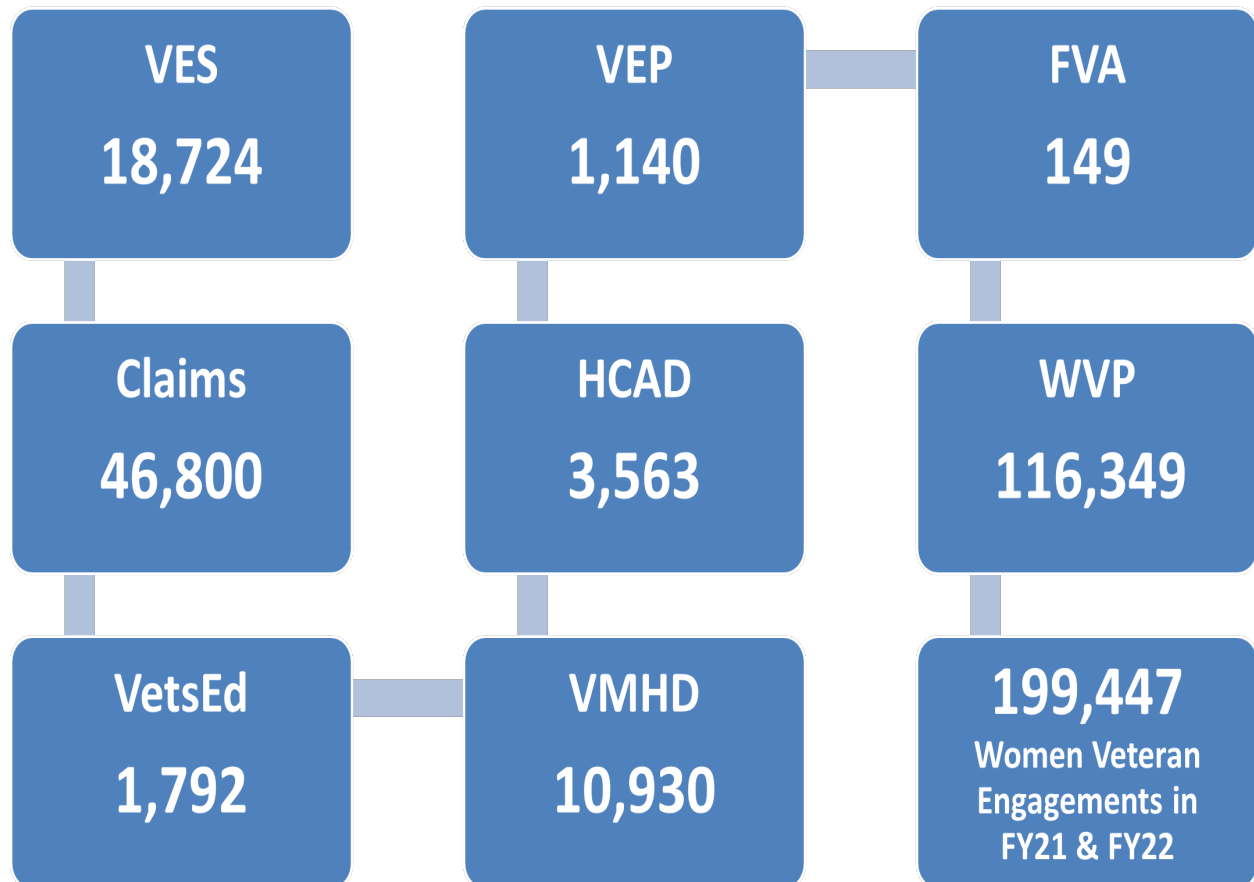 VES
18,724
Claims
46,800
VetsEd
1,792
VMHD
10,930
HCAD
3,563
VEP
1,140
FVA
149
WVP
116,349
199,447
Women Veteran
Engagements in
FY21 & FY22